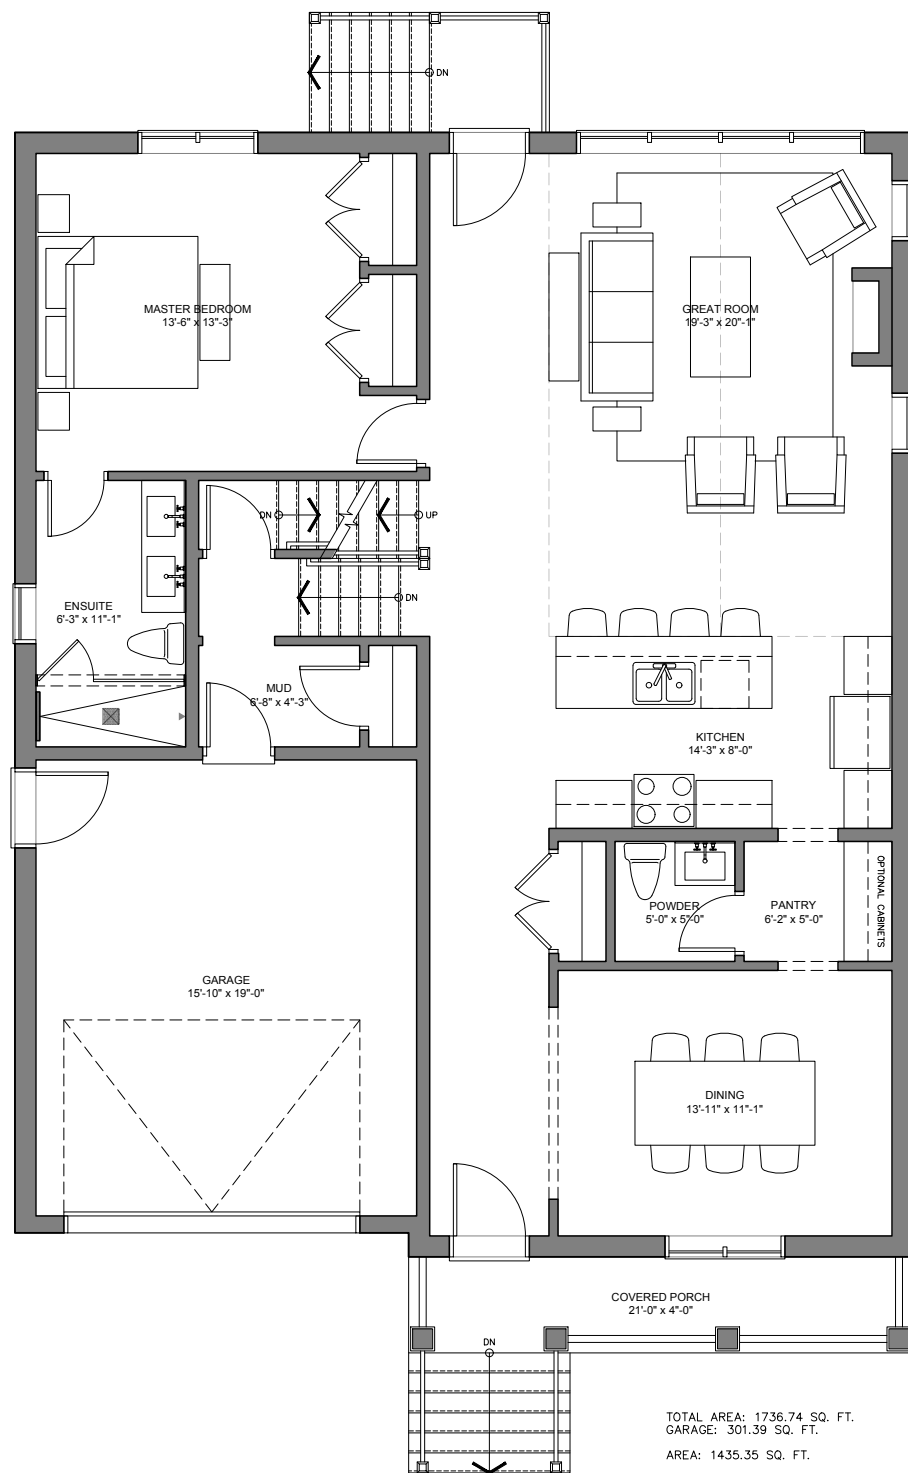 DN
MASTER BEDROOM
13'-6" x 13"-3"
GREAT ROOM
19'-3" x 20"-1"
DN
UP
DN
ENSUITE
6'-3" x 11"-1"
MUD
6'-8" x 4"-3"
KITCHEN
14'-3" x 8"-0"
OPTIONAL CABINETS
POWDER
5'-0" x 5"-0"
PANTRY
6'-2" x 5"-0"
GARAGE
15'-10" x 19"-0"
DINING
13'-11" x 11"-1"
COVERED PORCH
21'-0" x 4"-0"
DN
TOTAL AREA: 1736.74 SQ. FT.
GARAGE: 301.39 SQ. FT.
AREA: 1435.35 SQ. FT.